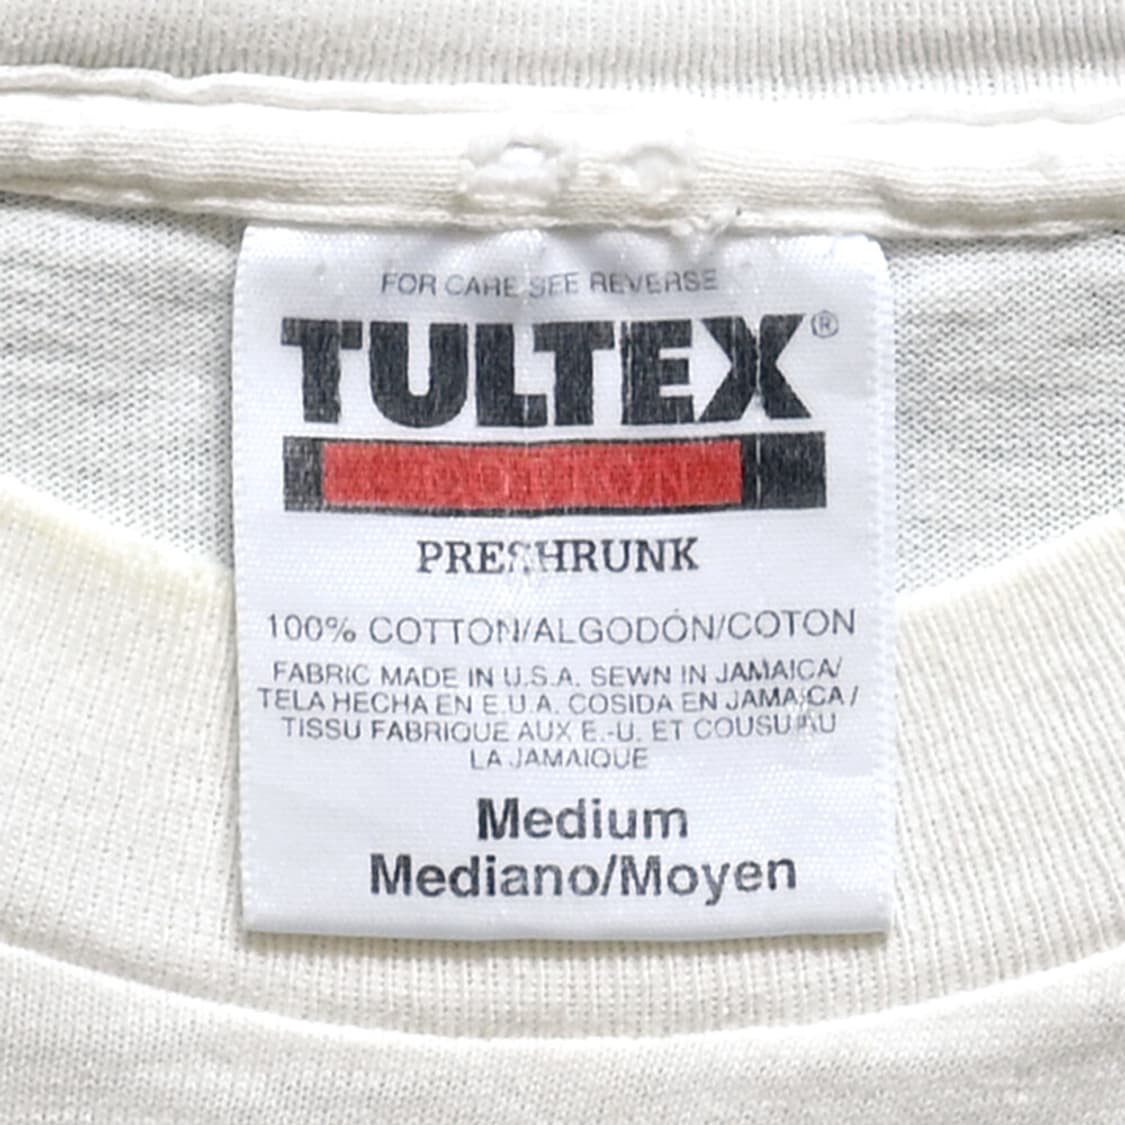 FOR CARE SEE REVERSE
TULTEX®
COTTON
PRESHRUNK
100% COTTON/ALGODÓN/COTON
FABRIC MADE IN U.S.A. SEWN IN JAMAICA/
TELA HECHA EN E.U.A. COSIDA EN JAMAICA/
TISSU FABRIQUE AUX E.-U. ET COUSU AU
LA JAMAIQUE
Medium
Mediano/Moyen